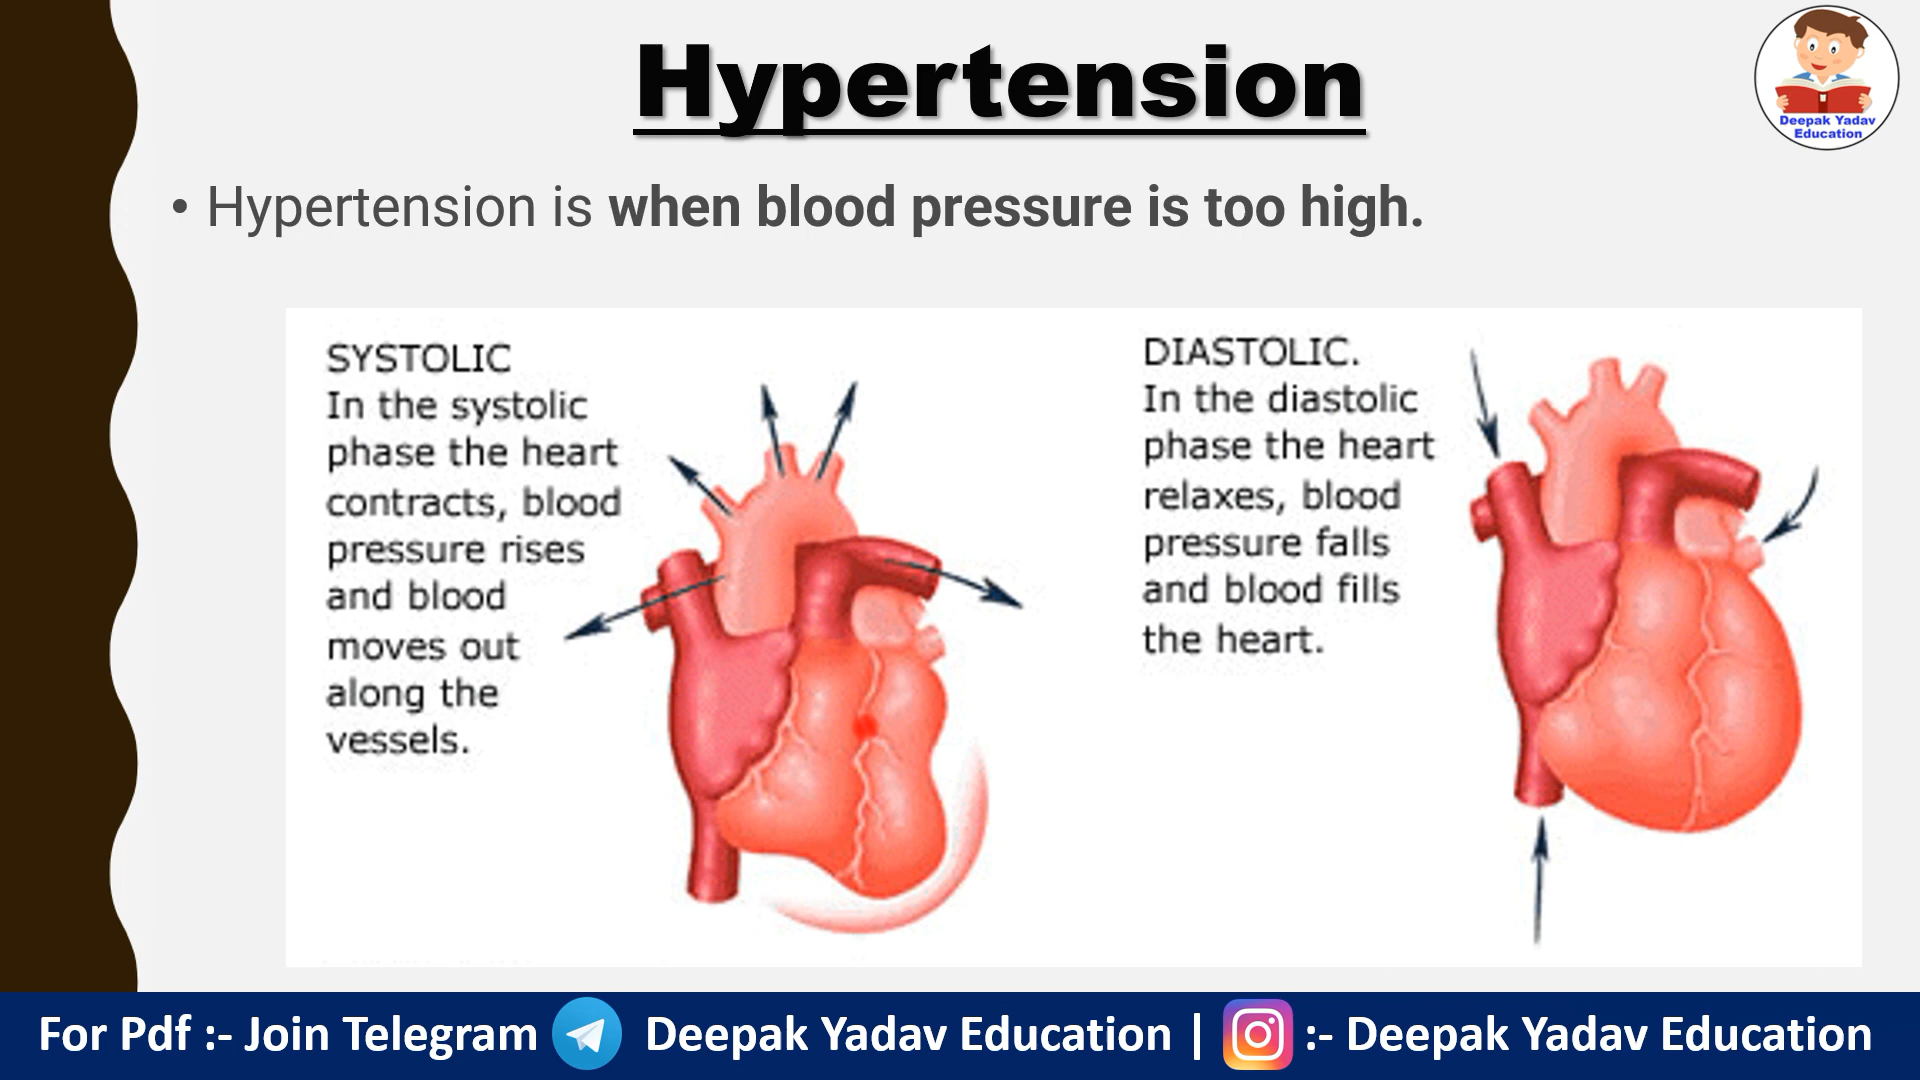 Hypertension
Deepak Yadav
Education
• Hypertension is when blood pressure is too high.
SYSTOLIC
In the systolic
phase the heart
contracts, blood
pressure rises
and blood
moves out
along the
vessels.
DIASTOLIC.
In the diastolic
phase the heart
relaxes, blood
pressure falls
and blood fills
the heart.
For Pdf :- Join Telegram Deepak Yadav Education | :- Deepak Yadav Education